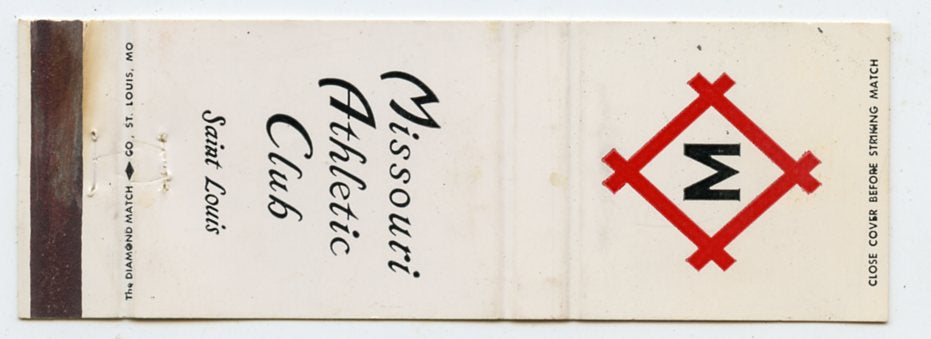 Missouri
Athletic
Club
Saint Louis
The DIAMOND MATCH CO., ST. LOUIS, MO
M
CLOSE COVER BEFORE STRIKING MATCH